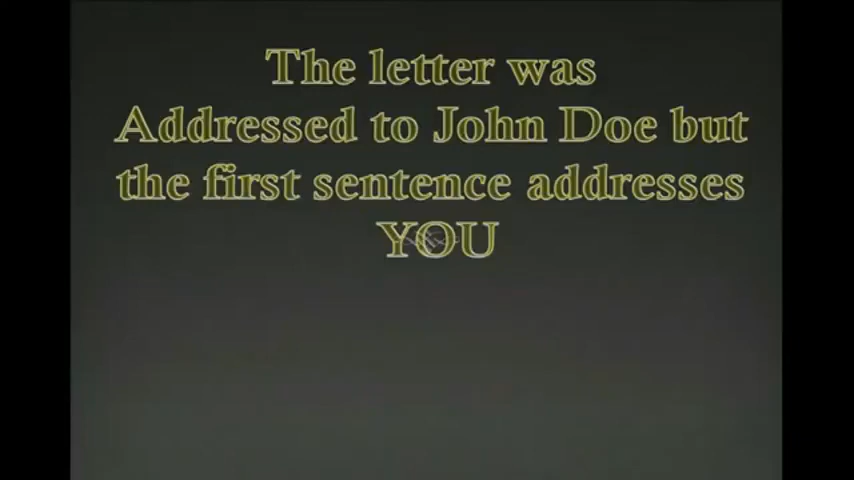 The letter was
Addressed to John Doe but
the first sentence addresses
YOU